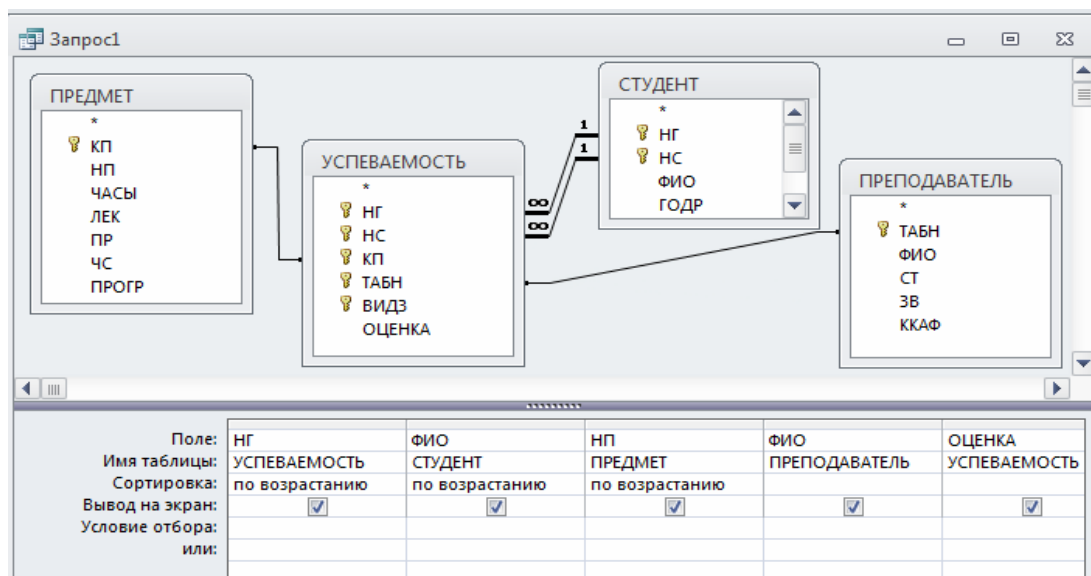 Запрос1
ПРЕДМЕТ
*
КП
НП
ЧАСЫ
ЛЕК
ПР
ЧС
ПРОГР
УСПЕВАЕМОСТЬ
*
НГ
НС
КП
ТАБН
ВИДЗ
ОЦЕНКА
1
1
∞
∞
СТУДЕНТ
*
НГ
НС
ФИО
ГОДР
ПРЕПОДАВАТЕЛЬ
*
ТАБН
ФИО
СТ
ЗВ
ККАФ
Поле: НГ ФИО НП ФИО ОЦЕНКА
Имя таблицы: УСПЕВАЕМОСТЬ СТУДЕНТ ПРЕДМЕТ ПРЕПОДАВАТЕЛЬ УСПЕВАЕМОСТЬ
Сортировка: по возрастанию по возрастанию по возрастанию
Вывод на экран:
Условие отбора:
или: